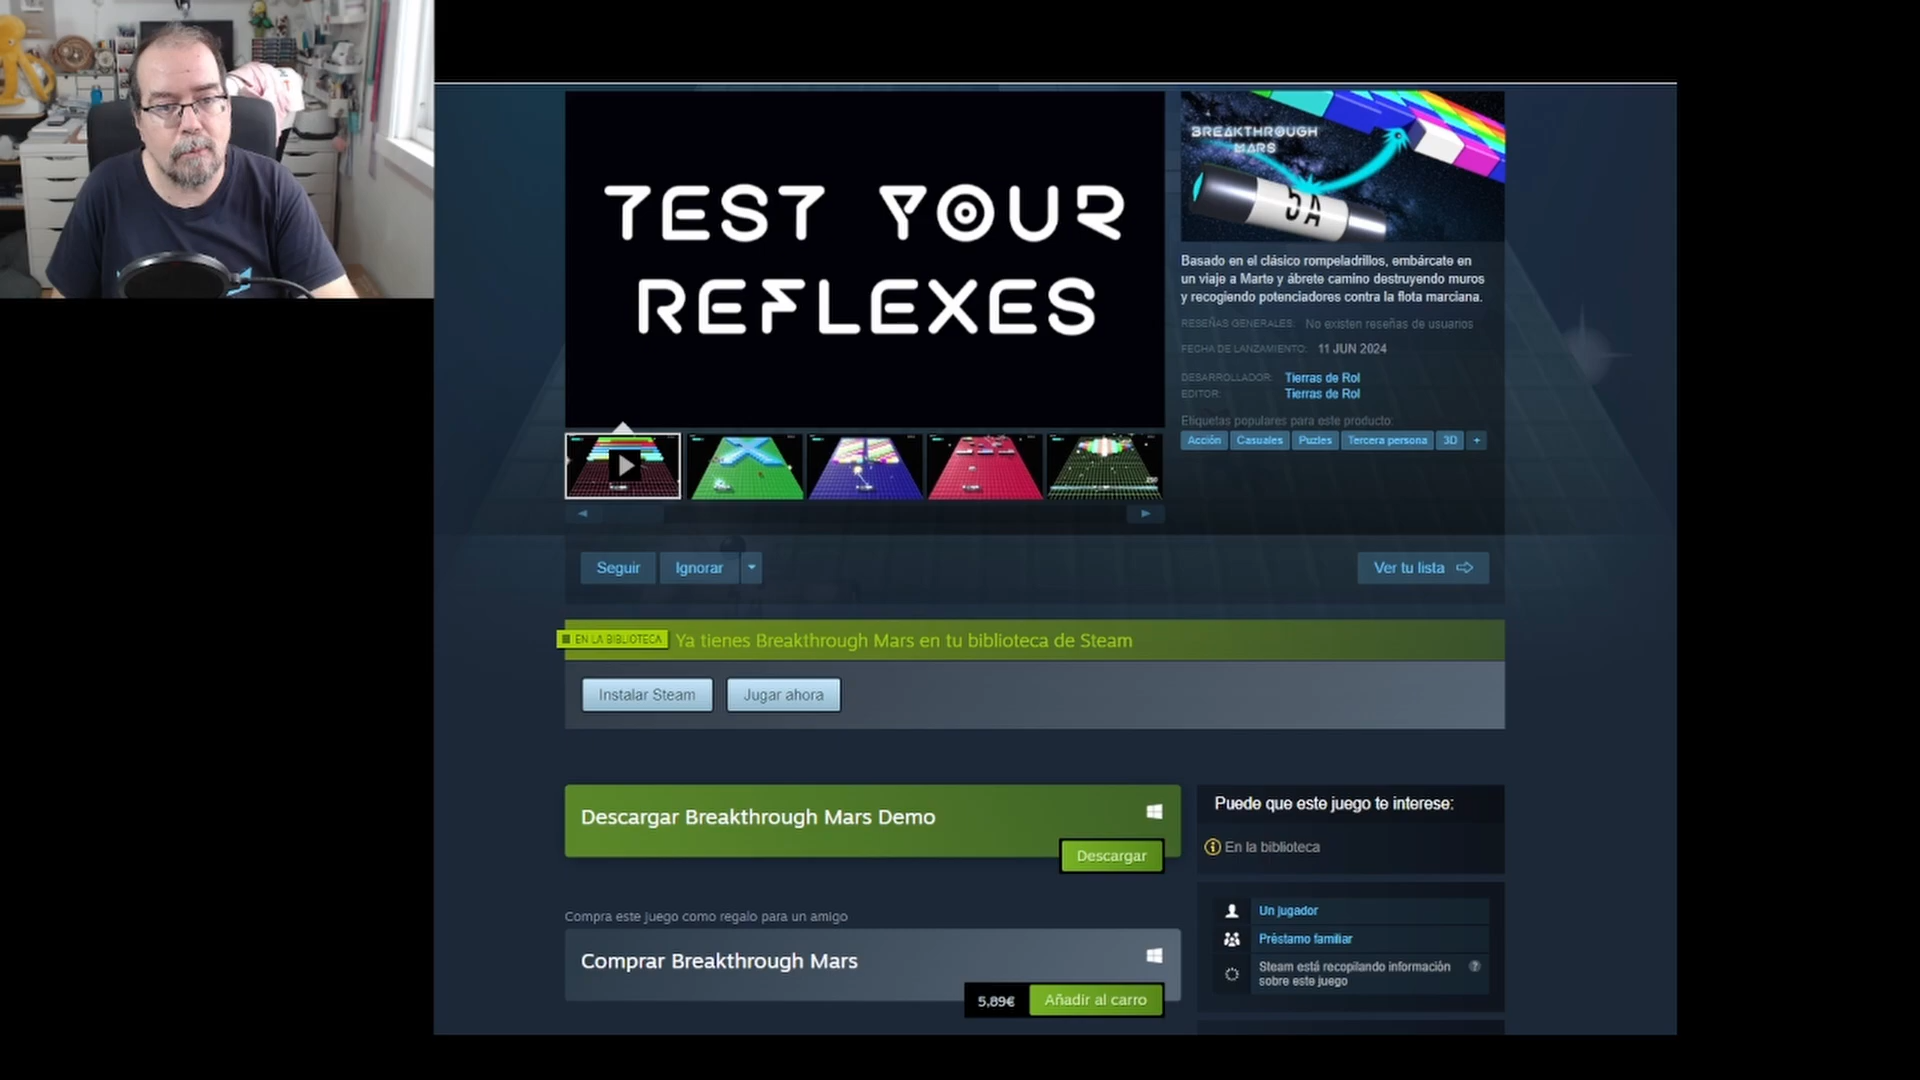 TEST YOUR
REFLEXES
BREAKTHROUGH
MARS
5A
Basado en el clásico rompeladrillos, embárcate en
un viaje a Marte y ábrete camino destruyendo muros
y recogiendo potenciadores contra la flota marciana.
RESEÑAS GENERALES: No existen reseñas de usuarios
FECHA DE LANZAMIENTO: 11 JUN 2024
DESARROLLADOR: Tierras de Rol
EDITOR: Tierras de Rol
Etiquetas populares para este producto:
Acción Casuales Puzles Tercera persona 3D +
Seguir Ignorar Ver tu lista
EN LA BIBLIOTECA Ya tienes Breakthrough Mars en tu biblioteca de Steam
Instalar Steam Jugar ahora
Descargar Breakthrough Mars Demo
Descargar
Puede que este juego te interese:
En la biblioteca
Compra este juego como regalo para un amigo
Comprar Breakthrough Mars
5,89€ Añadir al carro
Un jugador
Préstamo familiar
Steam está recopilando información
sobre este juego
?